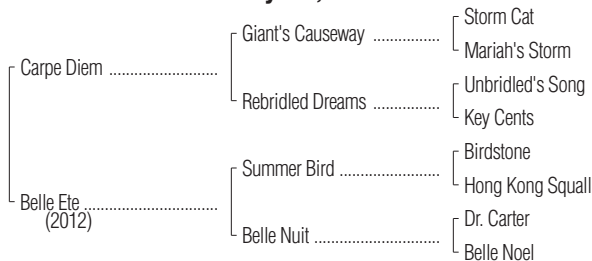 Storm Cat
Giant's Causeway ................
Mariah's Storm
Carpe Diem ..........................
Unbridled's Song
Rebridled Dreams ................
Key Cents
Birdstone
Summer Bird ........................
Hong Kong Squall
Belle Ete ................................
(2012)
Dr. Carter
Belle Nuit ..............................
Belle Noel